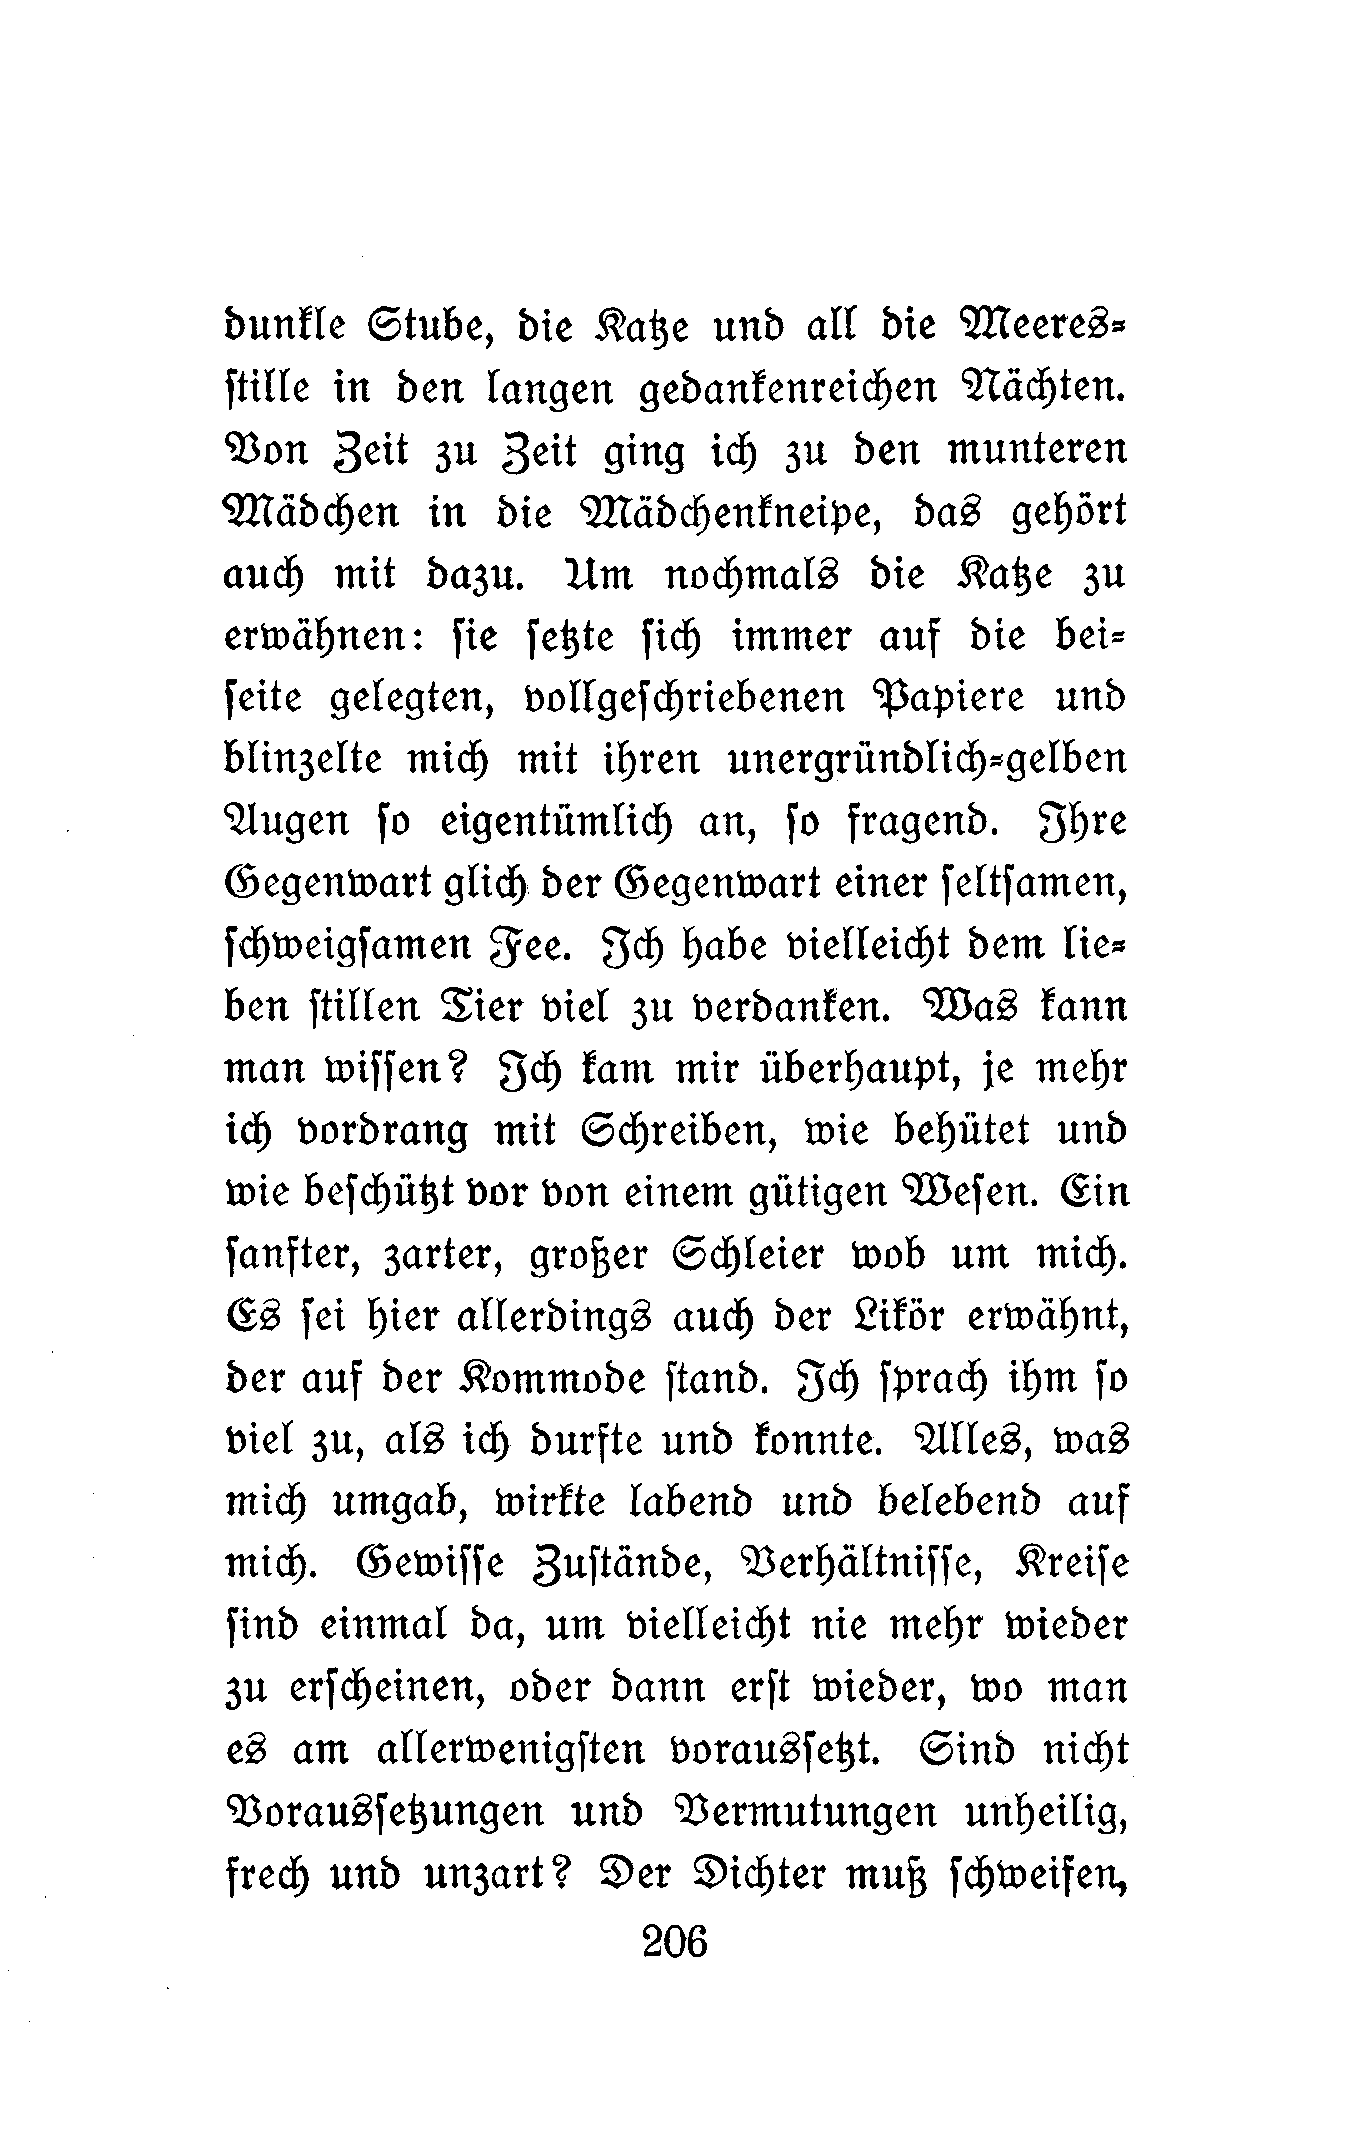 dunkle Stube, die Katze und all die Meeres-
stille in den langen gedankenreichen Nächten.
Von Zeit zu Zeit ging ich zu den munteren
Mädchen in die Mädchenkneipe, das gehört
auch mit dazu. Um nochmals die Katze zu
erwähnen: sie setzte sich immer auf die bei-
seite gelegten, vollgeschriebenen Papiere und
blinzelte mich mit ihren unergründlich-gelben
Augen so eigentümlich an, so fragend. Ihre
Gegenwart glich der Gegenwart einer seltsamen,
schweigsamen Fee. Ich habe vielleicht dem lie-
ben stillen Tier viel zu verdanken. Was kann
man wissen? Ich kam mir überhaupt, je mehr
ich vordrang mit Schreiben, wie behütet und
wie beschützt vor von einem gütigen Wesen. Ein
sanfter, zarter, großer Schleier wob um mich.
Es sei hier allerdings auch der Likör erwähnt,
der auf der Kommode stand. Ich sprach ihm so
viel zu, als ich durfte und konnte. Alles, was
mich umgab, wirkte labend und belebend auf
mich. Gewisse Zustände, Verhältnisse, Kreise
sind einmal da, um vielleicht nie mehr wieder
zu erscheinen, oder dann erst wieder, wo man
es am allerwenigsten voraussetzt. Sind nicht
Voraussetzungen und Vermutungen unheilig,
frech und unzart? Der Dichter muß schweifen,
206